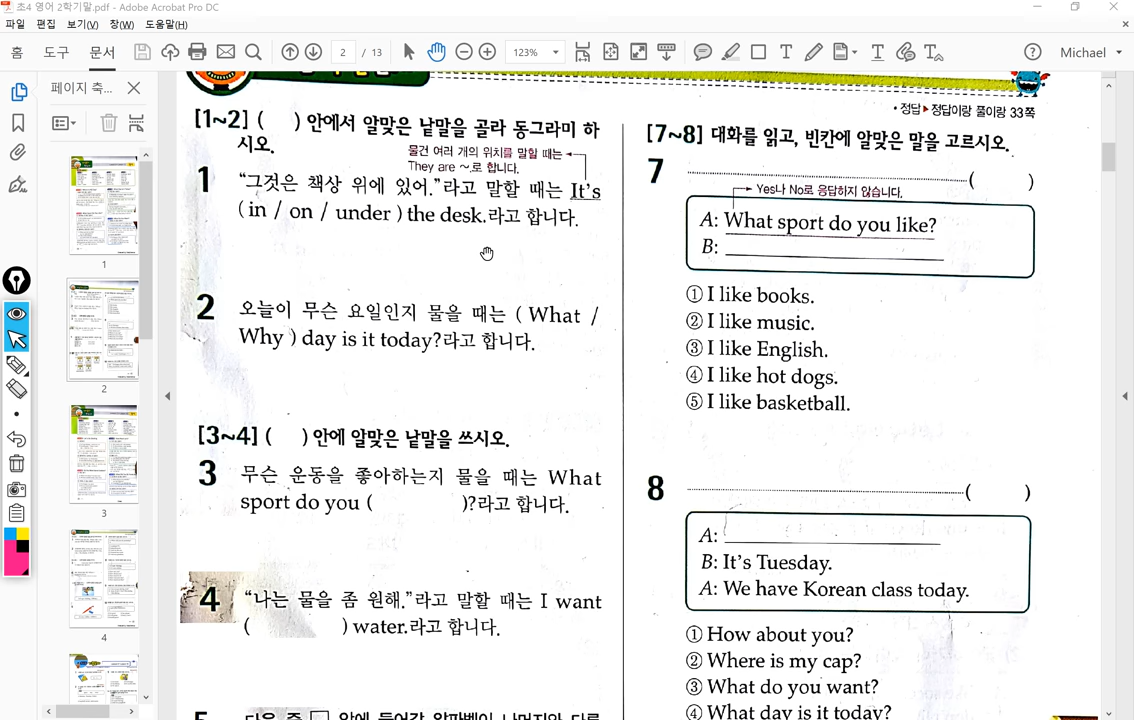 초4 영어 2학기말.pdf - Adobe Acrobat Pro DC
파일 편집 보기(V) 창(W) 도움말(H)
홈 도구 문서 2 / 13 123% Michael
페이지 축...
1
2
3
4
• 정답 ▶ 정답이랑 풀이랑 33쪽
[1~2] ( ) 안에서 알맞은 낱말을 골라 동그라미 하
시오.
물건 여러 개의 위치를 말할 때는
They are ~.로 합니다.
1 “그것은 책상 위에 있어.”라고 말할 때는 It's
( in / on / under ) the desk.라고 합니다.
2 오늘이 무슨 요일인지 물을 때는 ( What /
Why ) day is it today?라고 합니다.
[3~4] ( ) 안에 알맞은 낱말을 쓰시오.
3 무슨 운동을 좋아하는지 물을 때는 What
sport do you ( )?라고 합니다.
4 “나는 물을 좀 원해.”라고 말할 때는 I want
( ) water.라고 합니다.
[7~8] 대화를 읽고, 빈칸에 알맞은 말을 고르시오.
7 ( )
Yes나 No로 응답하지 않습니다.
A: What sport do you like?
B:
① I like books.
② I like music.
③ I like English.
④ I like hot dogs.
⑤ I like basketball.
8 ( )
A:
B: It's Tuesday.
A: We have Korean class today.
① How about you?
② Where is my cap?
③ What do you want?
④ What day is it today?